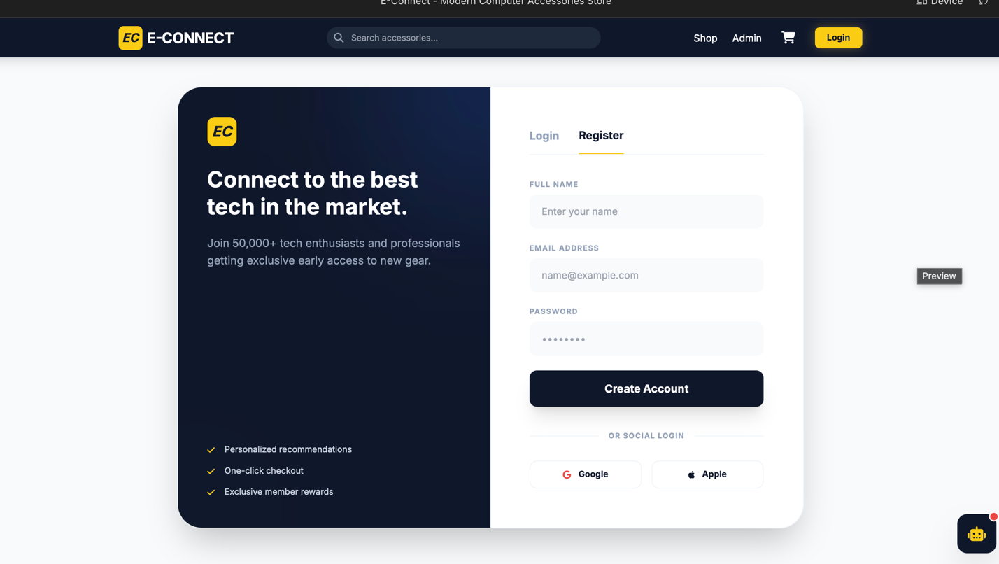 E-Connect - Modern Computer Accessories Store
Device
EC E-CONNECT
Search accessories...
Shop
Admin
Login
EC
Connect to the best
tech in the market.
Join 50,000+ tech enthusiasts and professionals
getting exclusive early access to new gear.
Personalized recommendations
One-click checkout
Exclusive member rewards
Login
Register
FULL NAME
Enter your name
EMAIL ADDRESS
name@example.com
PASSWORD
••••••••
Create Account
OR SOCIAL LOGIN
Google
Apple
Preview